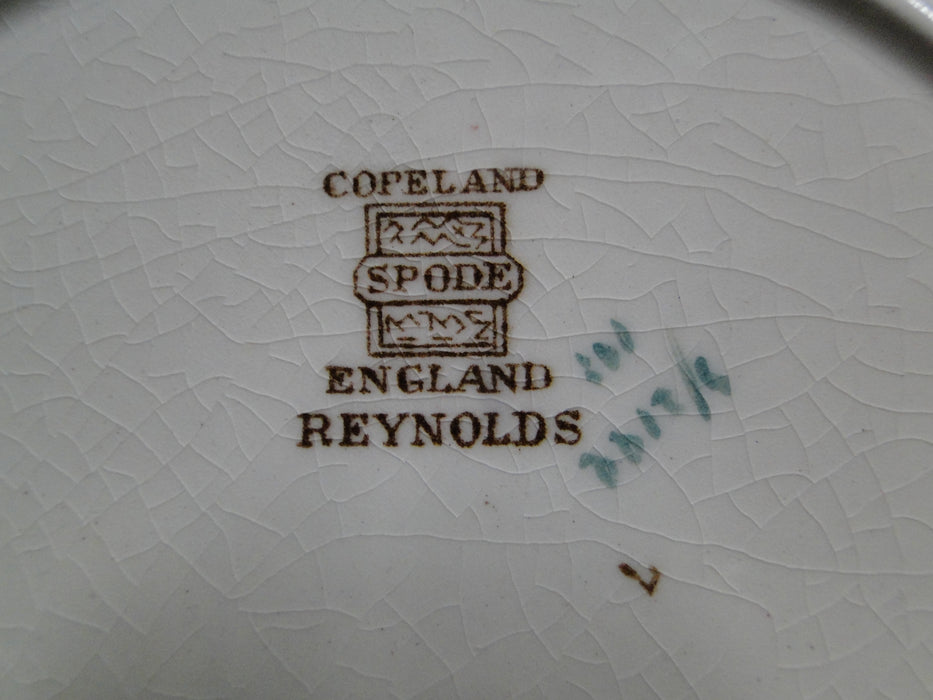 COPELAND
SPODE
ENGLAND
REYNOLDS